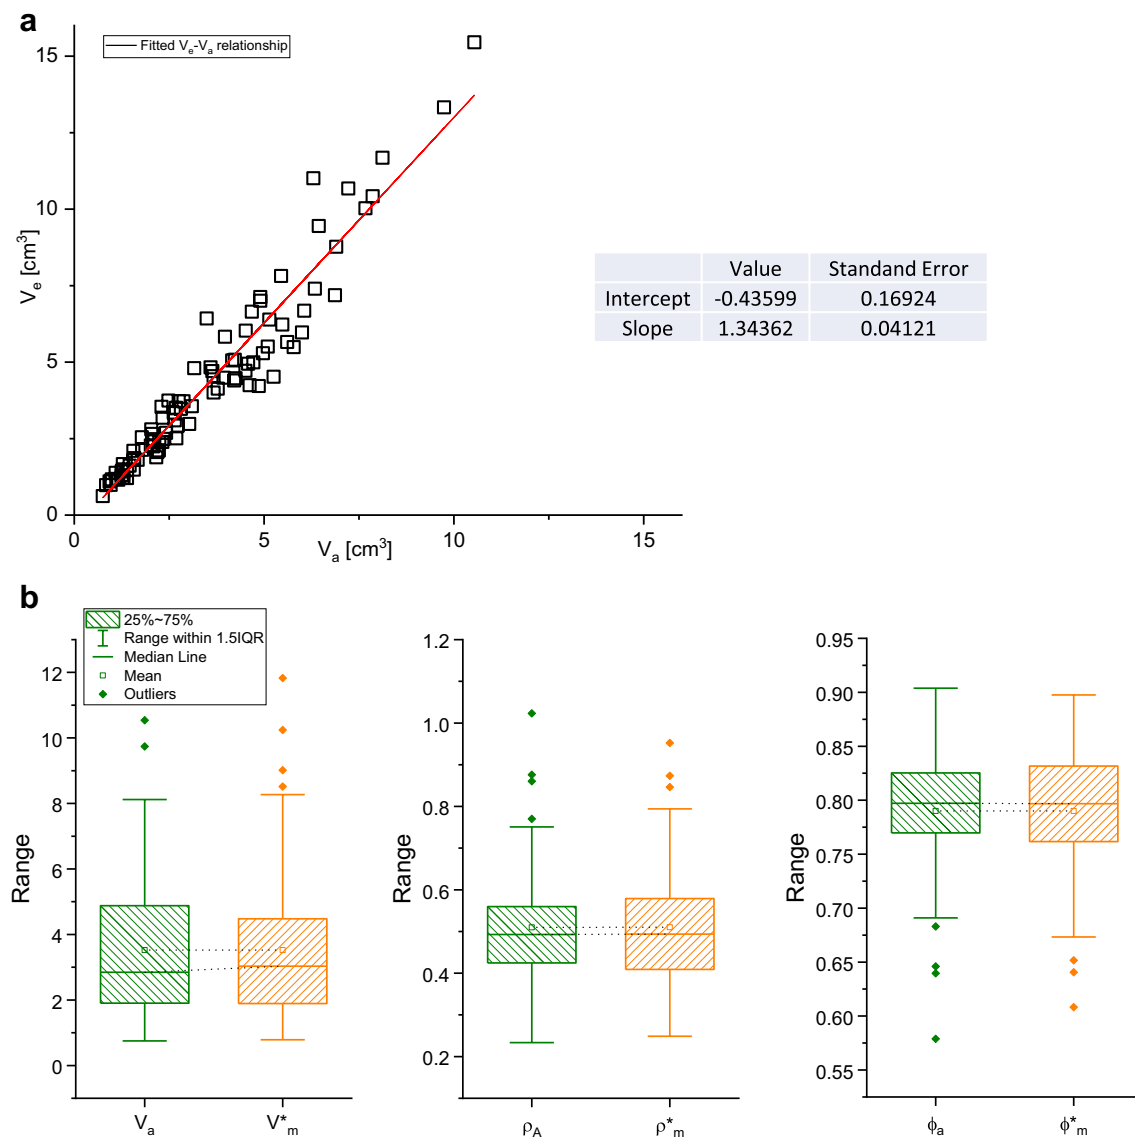 a
Fitted Vₑ-Vₐ relationship
15
10
5
0
Vₑ [cm³]
0
5
10
15
Vₐ [cm³]
Value Standand Error
Intercept -0.43599 0.16924
Slope 1.34362 0.04121
b
25%~75%
Range within 1.5IQR
Median Line
Mean
Outliers
12
10
8
6
4
2
0
Range
Vₐ
V*ₘ
1.2
1.0
0.8
0.6
0.4
0.2
Range
ρ_A
ρ*ₘ
0.95
0.90
0.85
0.80
0.75
0.70
0.65
0.60
0.55
Range
ϕₐ
ϕ*ₘ